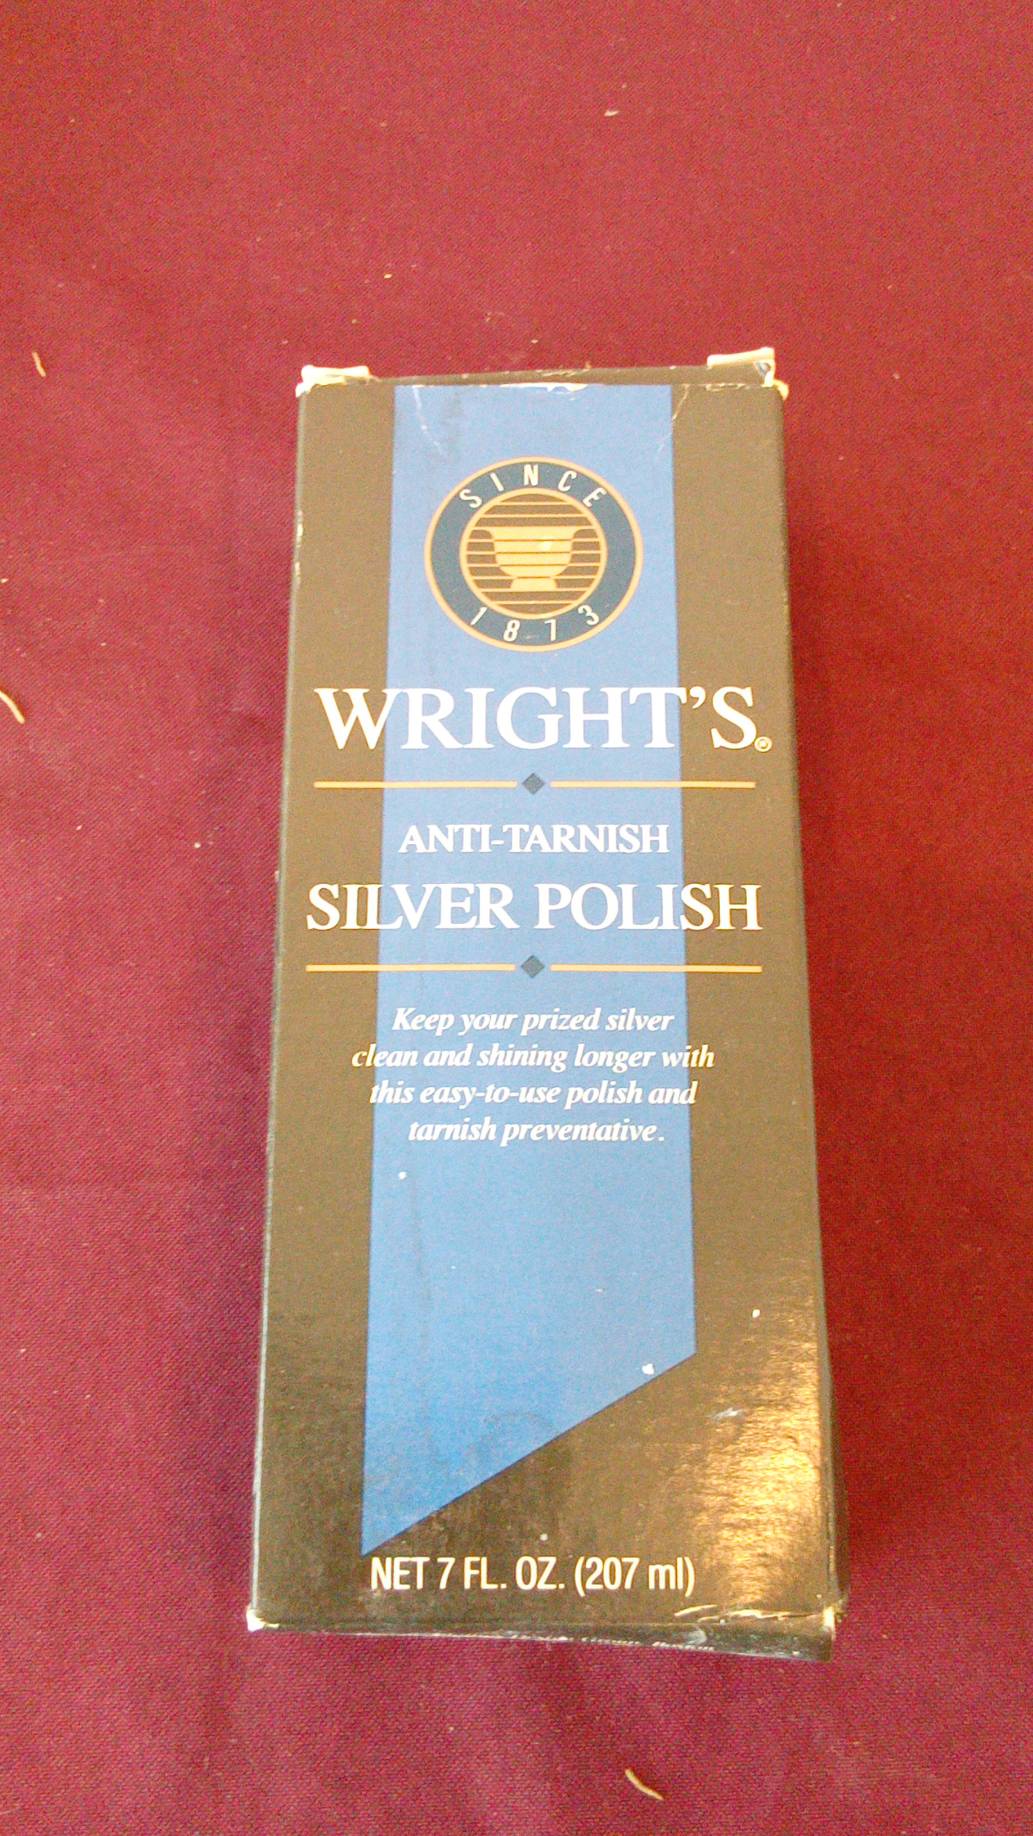 SINCE
1873
WRIGHT'S®
ANTI-TARNISH
SILVER POLISH
Keep your prized silver
clean and shining longer with
this easy-to-use polish and
tarnish preventative.
NET 7 FL. OZ. (207 ml)